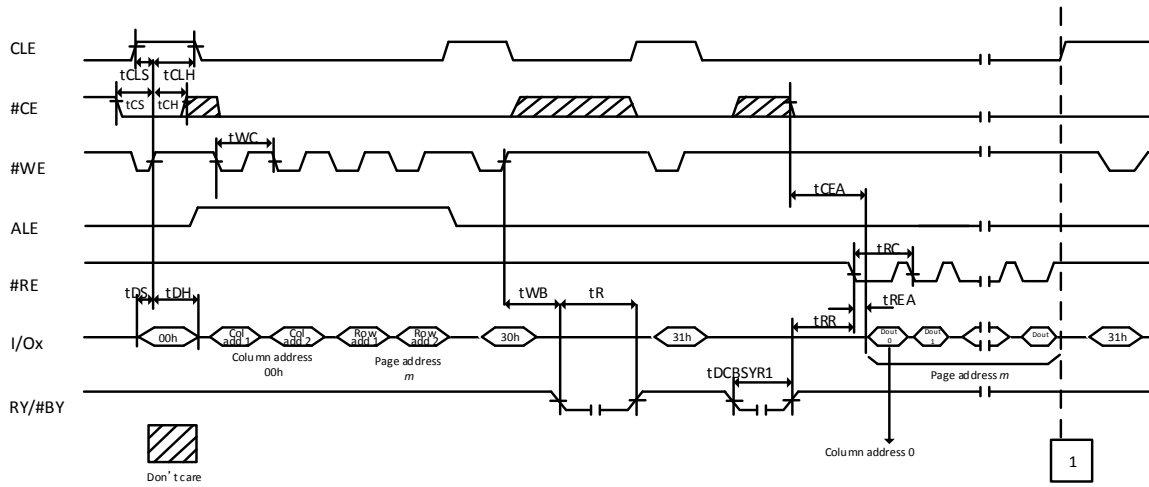 CLE
tCLS tCLH
#CE
tCS tCH
tWC
#WE
tCEA
ALE
tRC
#RE
tDS tDH
tWB tR
tREA
tRR
I/Ox
00h
Col add 1
Col add 2
Row add 1
Row add 2
30h
31h
Dout 0
Dout 1
Dout
31h
Column address
00h
Page address
m
tDCBSYR1
Page address m
RY/#BY
Column address 0
1
Don't care